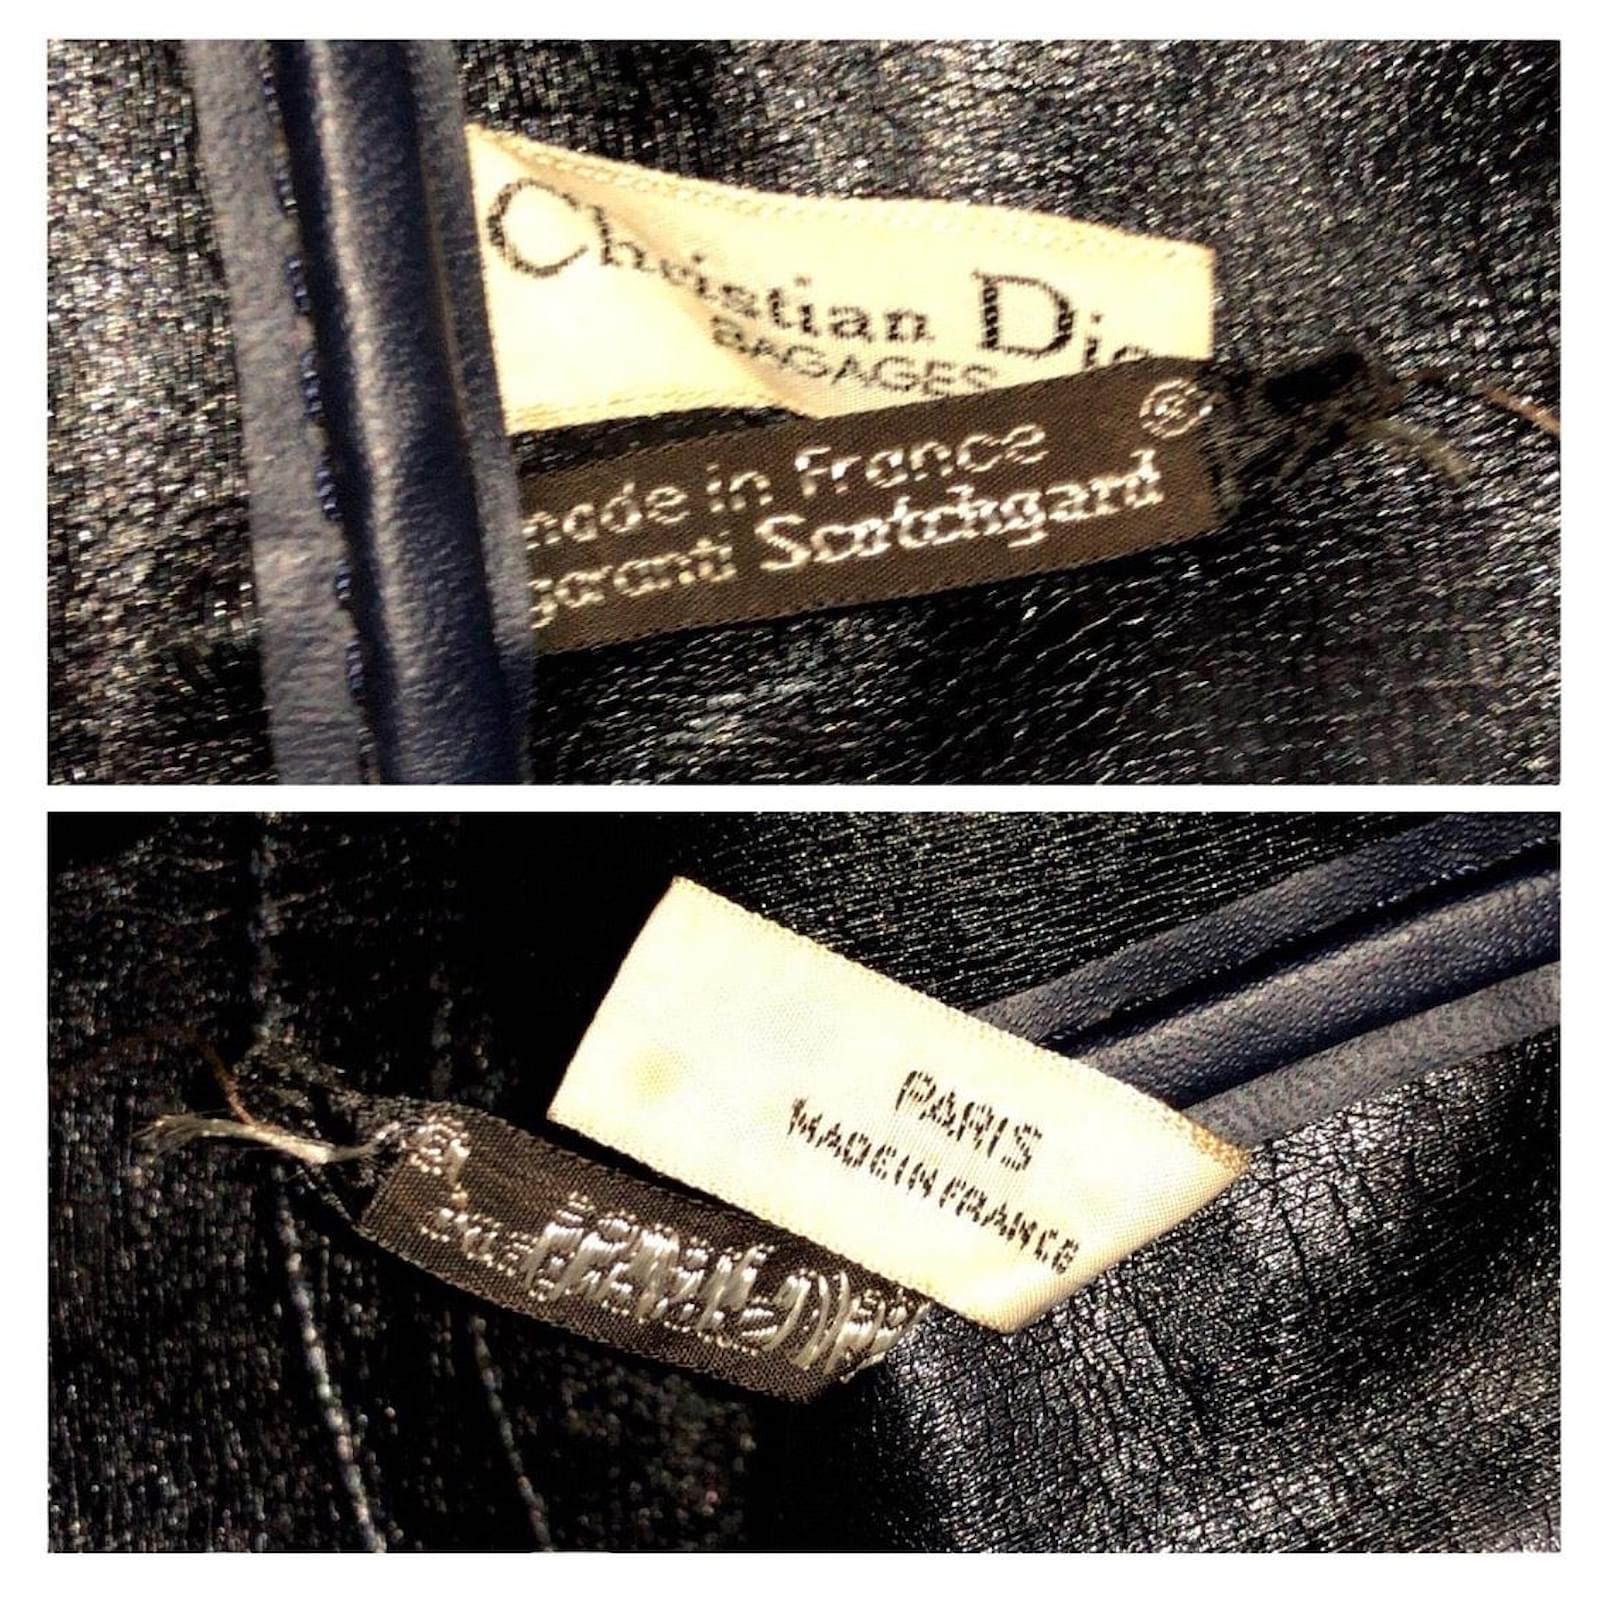 Christian Dio
BAGAGES
made in France
garanti Scotchgard ®
PARIS
MADE IN FRANCE
®